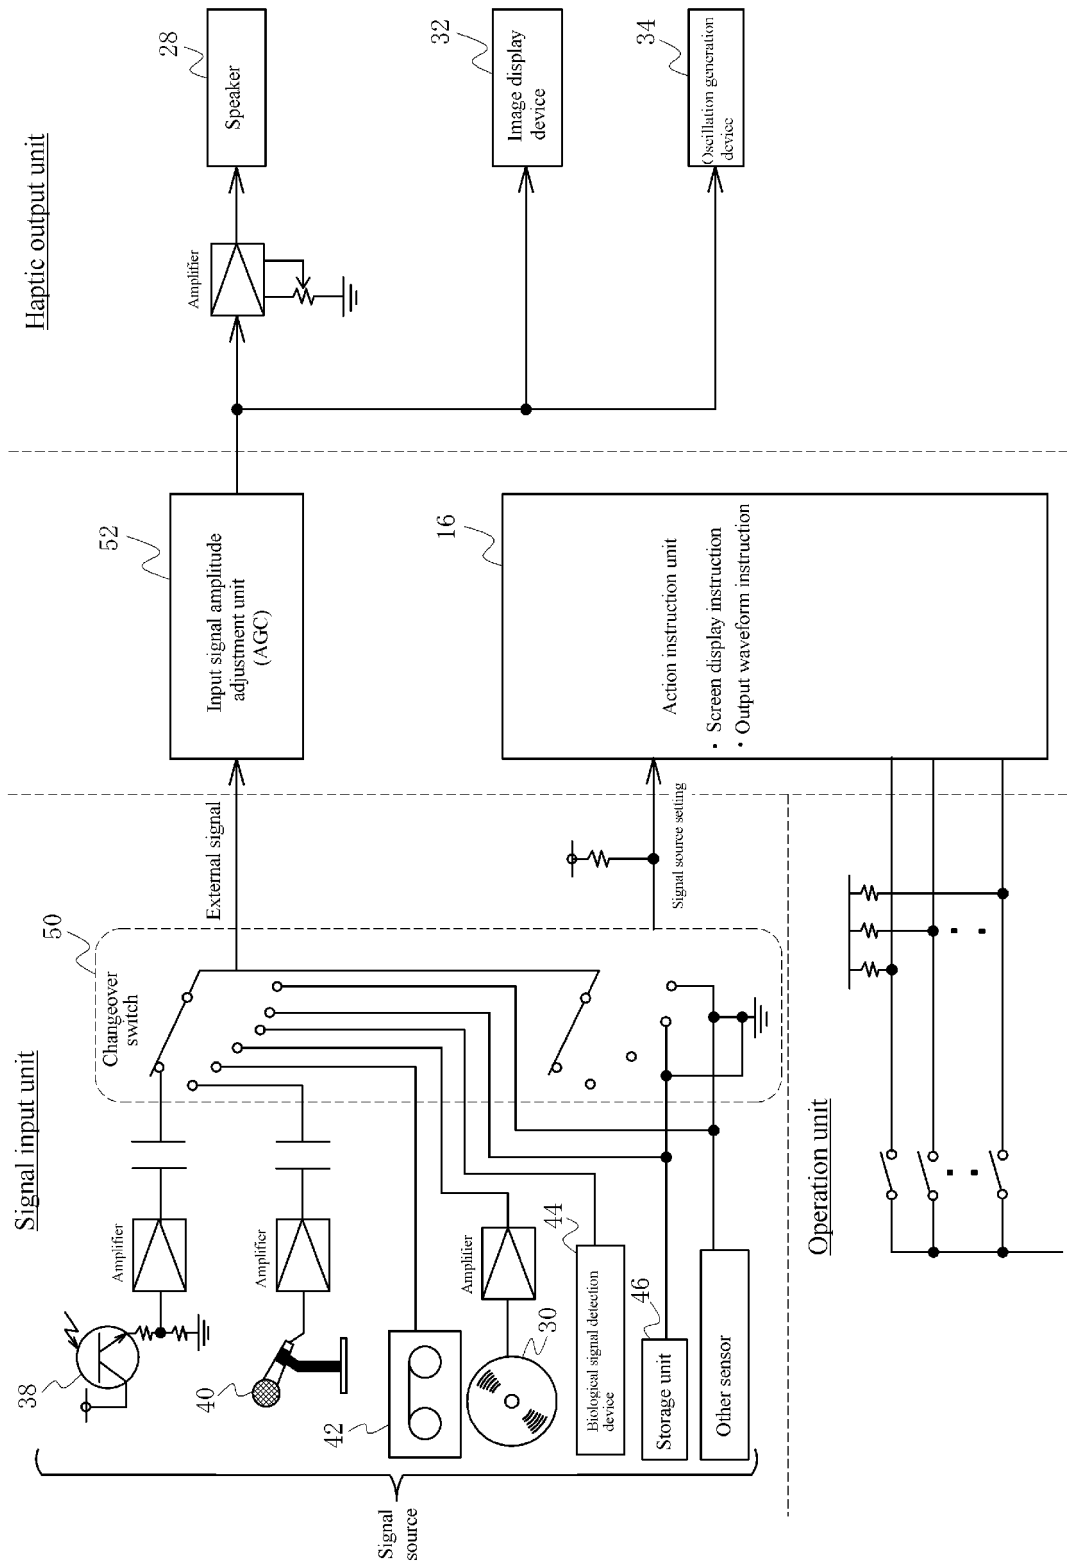 Signal input unit
Haptic output unit
Operation unit
Signal
source
38
40
42
30
44
46
50
52
16
28
32
34
Amplifier
Amplifier
Amplifier
Biological signal detection
device
Storage unit
Other sensor
Changeover
switch
External signal
Signal source setting
Input signal amplitude
adjustment unit
(AGC)
Action instruction unit
・Screen display instruction
・Output waveform instruction
Amplifier
Speaker
Image display
device
Oscillation generation
device